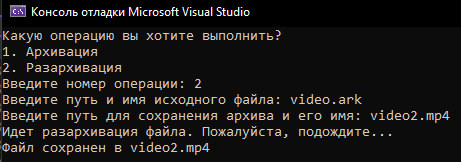 Консоль отладки Microsoft Visual Studio
Какую операцию вы хотите выполнить?
1. Архивация
2. Разархивация
Введите номер операции: 2
Введите путь и имя исходного файла: video.ark
Введите путь для сохранения архива и его имя: video2.mp4
Идет разархивация файла. Пожалуйста, подождите...
Файл сохранен в video2.mp4